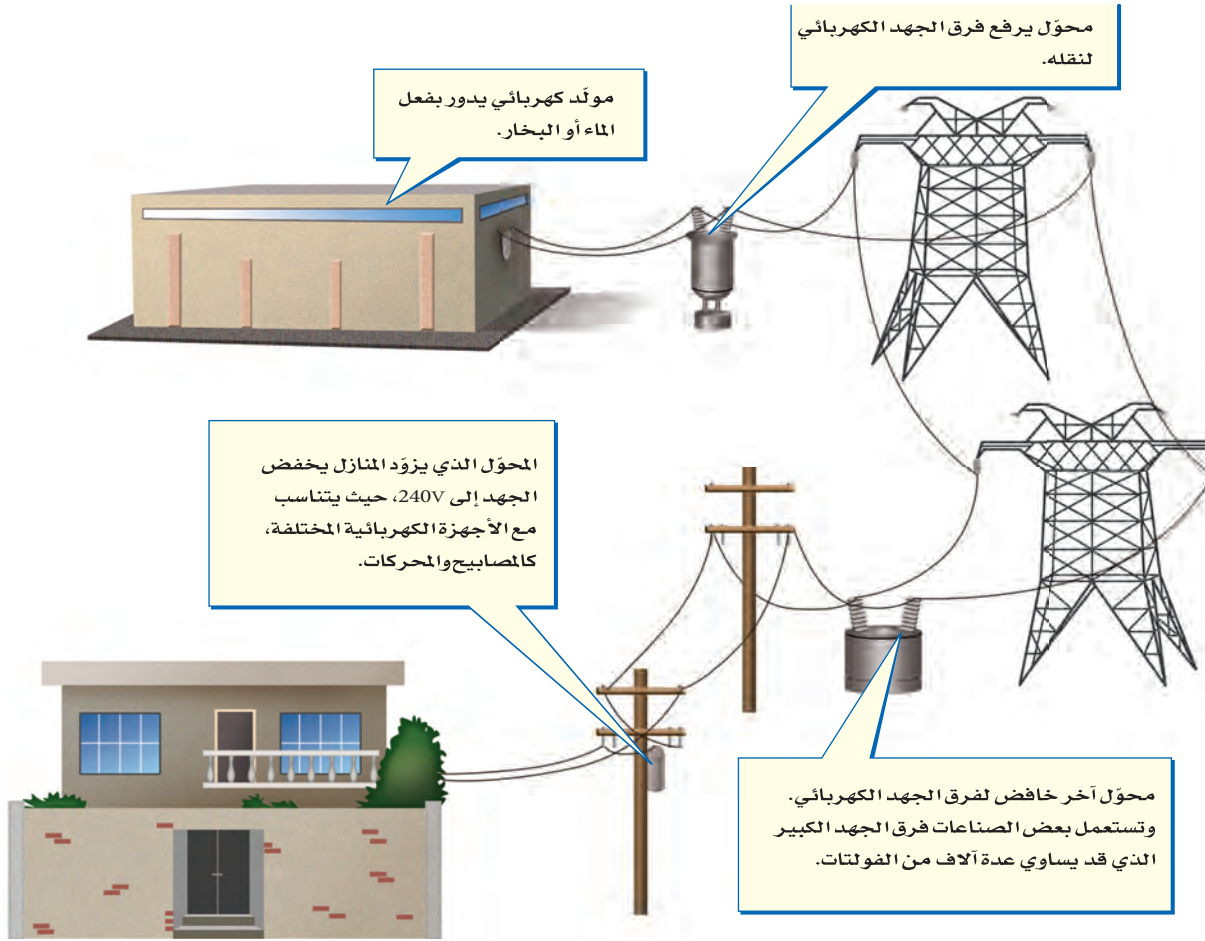 محوّل يرفع فرق الجهد الكهربائي
لنقله.
مولّد كهربائي يدور بفعل
الماء أو البخار.
المحوّل الذي يزوّد المنازل يخفض
الجهد إلى 240V، حيث يتناسب
مع الأجهزة الكهربائية المختلفة،
كالمصابيح والمحركات.
محوّل آخر خافض لفرق الجهد الكهربائي.
وتستعمل بعض الصناعات فرق الجهد الكبير
الذي قد يساوي عدة آلاف من الفولتات.